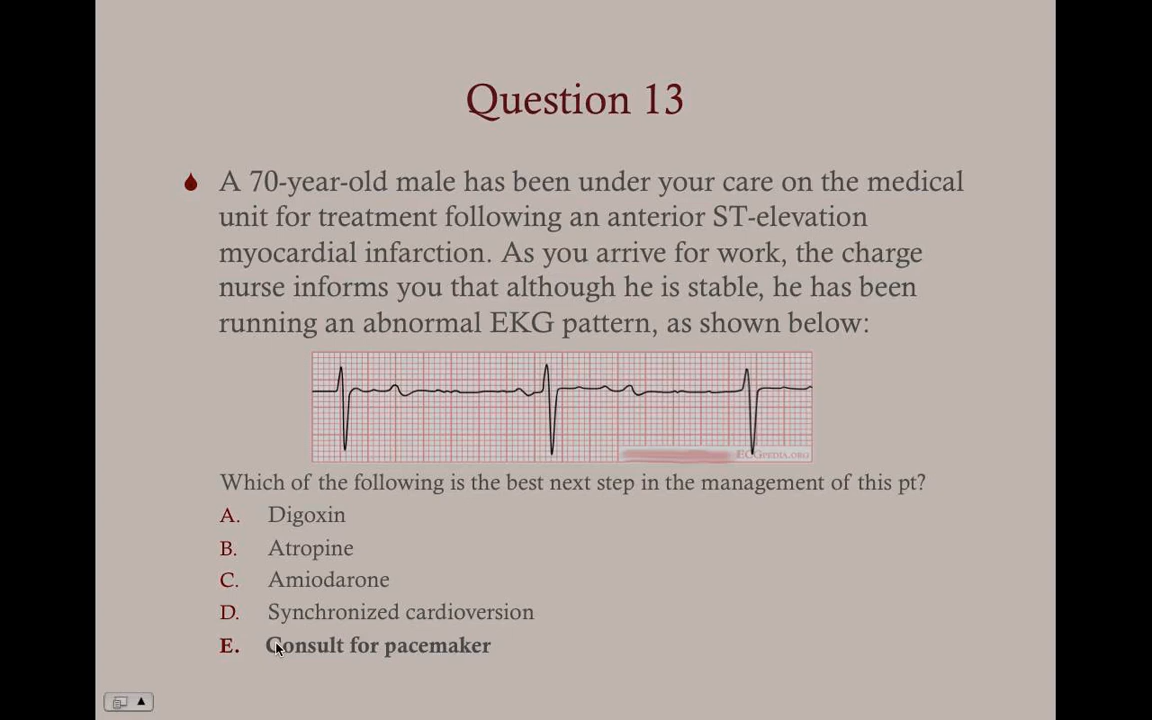 Question 13
A 70-year-old male has been under your care on the medical
unit for treatment following an anterior ST-elevation
myocardial infarction. As you arrive for work, the charge
nurse informs you that although he is stable, he has been
running an abnormal EKG pattern, as shown below:
ECGPEDIA.ORG
Which of the following is the best next step in the management of this pt?
A. Digoxin
B. Atropine
C. Amiodarone
D. Synchronized cardioversion
E. Consult for pacemaker